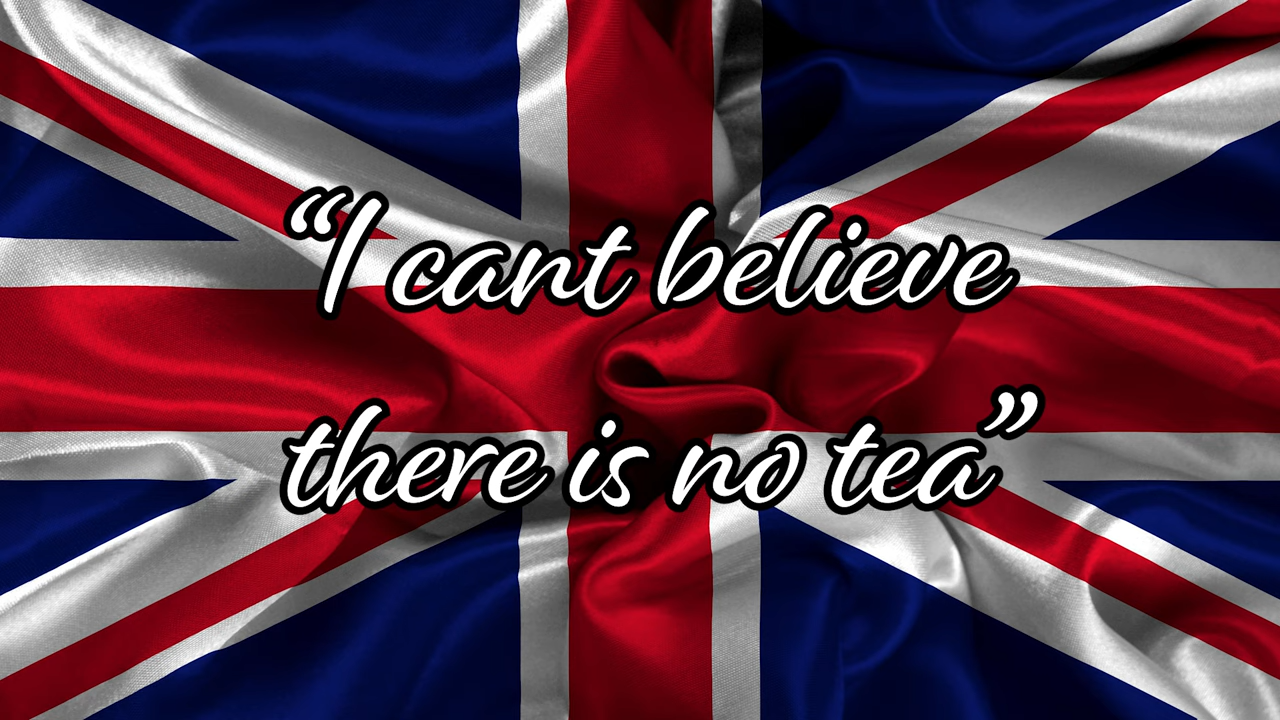 “I cant believe
there is no tea”